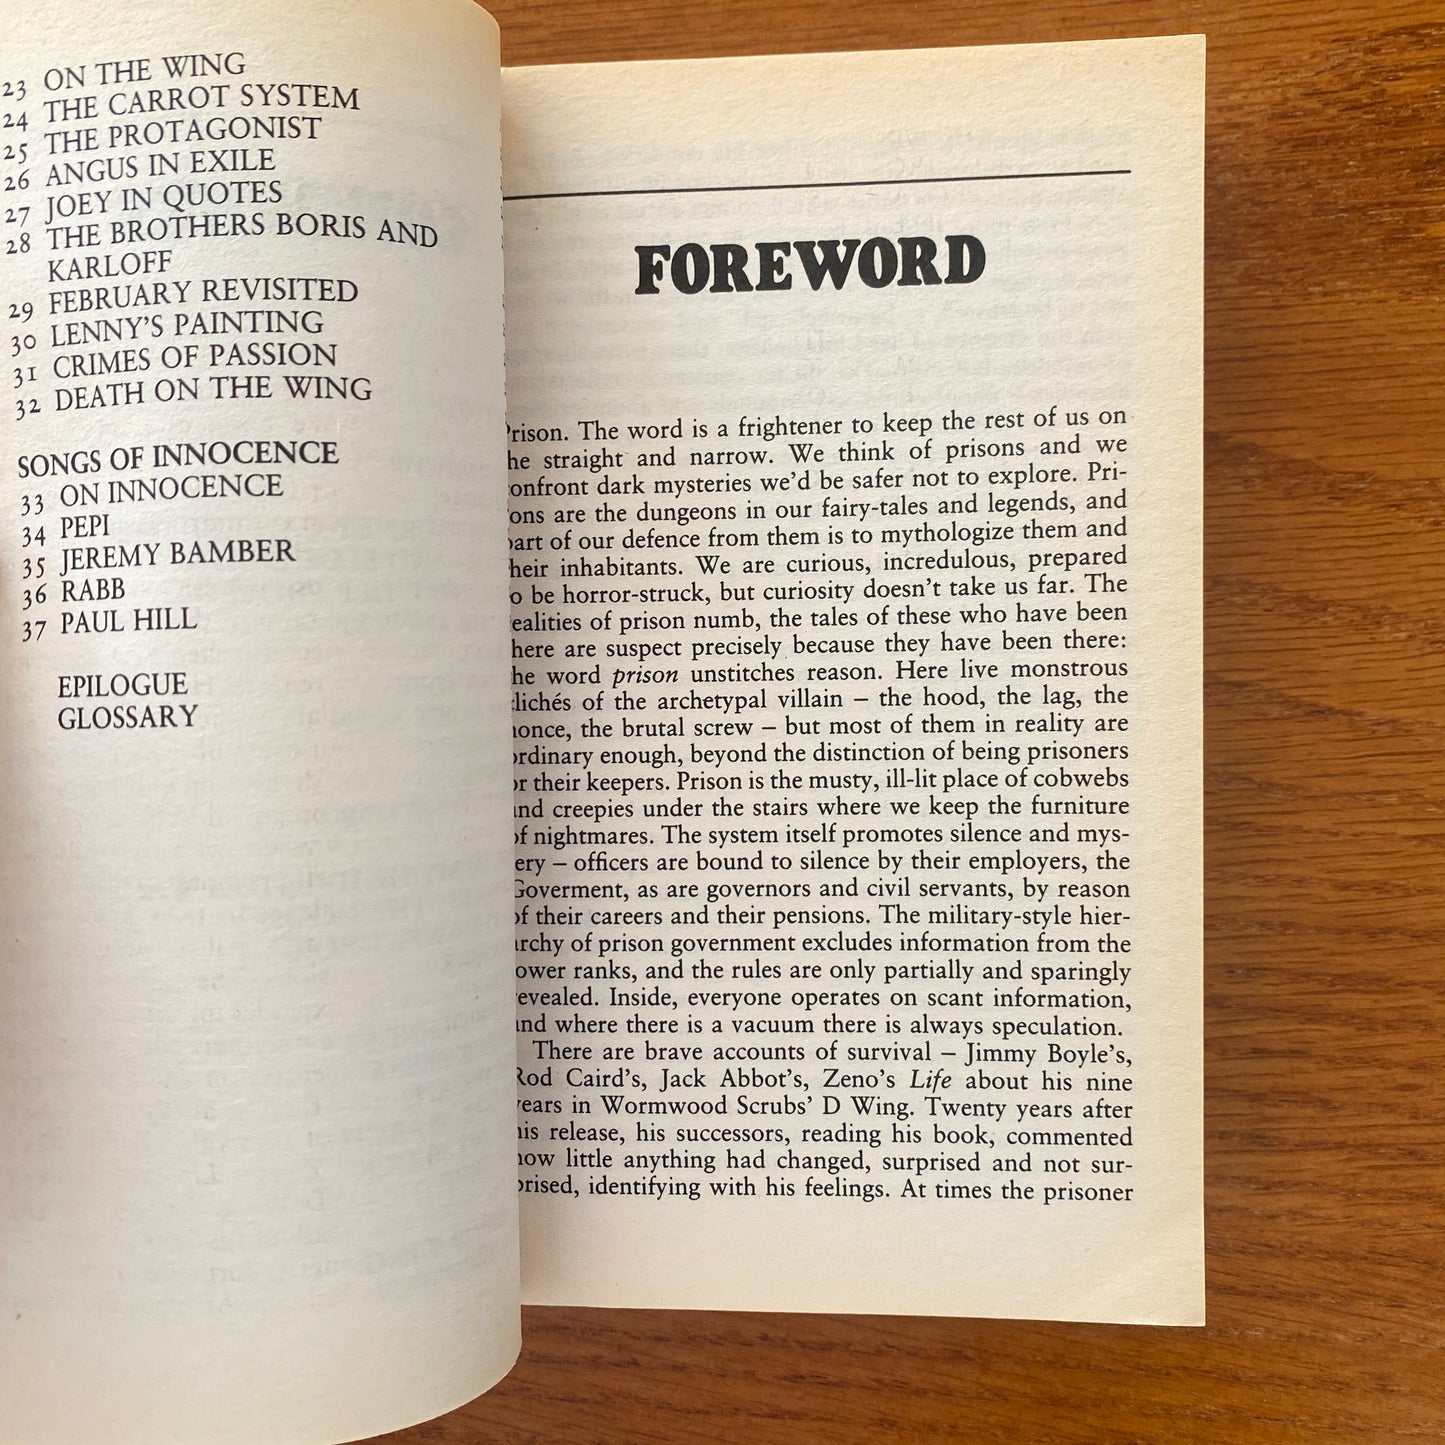 23 ON THE WING
24 THE CARROT SYSTEM
25 THE PROTAGONIST
26 ANGUS IN EXILE
27 JOEY IN QUOTES
28 THE BROTHERS BORIS AND
KARLOFF
29 FEBRUARY REVISITED
30 LENNY'S PAINTING
31 CRIMES OF PASSION
32 DEATH ON THE WING
SONGS OF INNOCENCE
33 ON INNOCENCE
34 PEPI
35 JEREMY BAMBER
36 RABB
37 PAUL HILL
EPILOGUE
GLOSSARY
FOREWORD
Prison. The word is a frightener to keep the rest of us on
the straight and narrow. We think of prisons and we
confront dark mysteries we'd be safer not to explore. Pri-
sons are the dungeons in our fairy-tales and legends, and
part of our defence from them is to mythologize them and
their inhabitants. We are curious, incredulous, prepared
to be horror-struck, but curiosity doesn't take us far. The
realities of prison numb, the tales of these who have been
there are suspect precisely because they have been there:
the word prison unstitches reason. Here live monstrous
clichés of the archetypal villain – the hood, the lag, the
nonce, the brutal screw – but most of them in reality are
ordinary enough, beyond the distinction of being prisoners
or their keepers. Prison is the musty, ill-lit place of cobwebs
and creepies under the stairs where we keep the furniture
of nightmares. The system itself promotes silence and mys-
tery – officers are bound to silence by their employers, the
Goverment, as are governors and civil servants, by reason
of their careers and their pensions. The military-style hier-
archy of prison government excludes information from the
lower ranks, and the rules are only partially and sparingly
revealed. Inside, everyone operates on scant information,
and where there is a vacuum there is always speculation.
There are brave accounts of survival – Jimmy Boyle's,
Rod Caird's, Jack Abbot's, Zeno's Life about his nine
years in Wormwood Scrubs' D Wing. Twenty years after
his release, his successors, reading his book, commented
how little anything had changed, surprised and not sur-
prised, identifying with his feelings. At times the prisoner